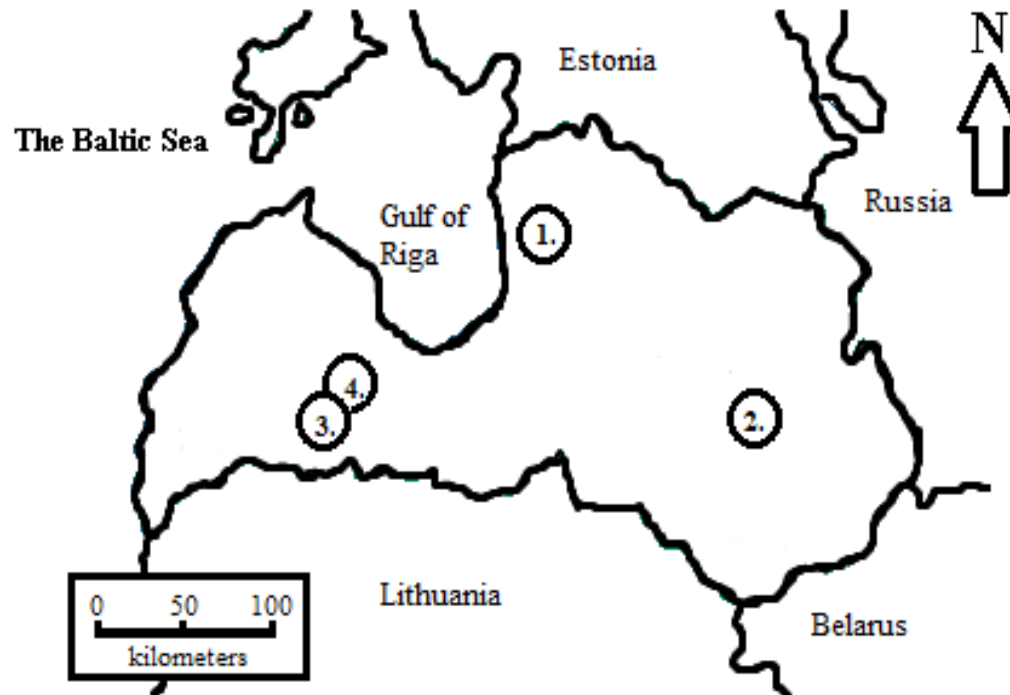 N
Estonia
The Baltic Sea
Russia
Gulf of
Riga
1.
4.
3.
2.
Lithuania
Belarus
0 50 100
kilometers